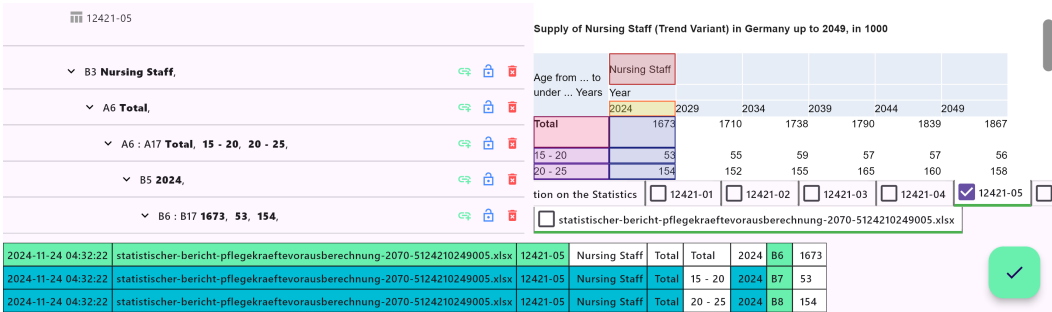 12421-05
B3 Nursing Staff,
A6 Total,
A6 : A17 Total, 15 - 20, 20 - 25,
B5 2024,
B6 : B17 1673, 53, 154,
Supply of Nursing Staff (Trend Variant) in Germany up to 2049, in 1000
Age from ... to under ... Years
Nursing Staff
Year
2024 2029 2034 2039 2044 2049
Total 1673 1710 1738 1790 1839 1867
15 - 20 53 55 59 57 57 56
20 - 25 154 152 155 165 160 158
tion on the Statistics 12421-01 12421-02 12421-03 12421-04 12421-05
statistischer-bericht-pflegekraeftevorausberechnung-2070-5124210249005.xlsx
2024-11-24 04:32:22 statistischer-bericht-pflegekraeftevorausberechnung-2070-5124210249005.xlsx 12421-05 Nursing Staff Total Total 2024 B6 1673
2024-11-24 04:32:22 statistischer-bericht-pflegekraeftevorausberechnung-2070-5124210249005.xlsx 12421-05 Nursing Staff Total 15 - 20 2024 B7 53
2024-11-24 04:32:22 statistischer-bericht-pflegekraeftevorausberechnung-2070-5124210249005.xlsx 12421-05 Nursing Staff Total 20 - 25 2024 B8 154